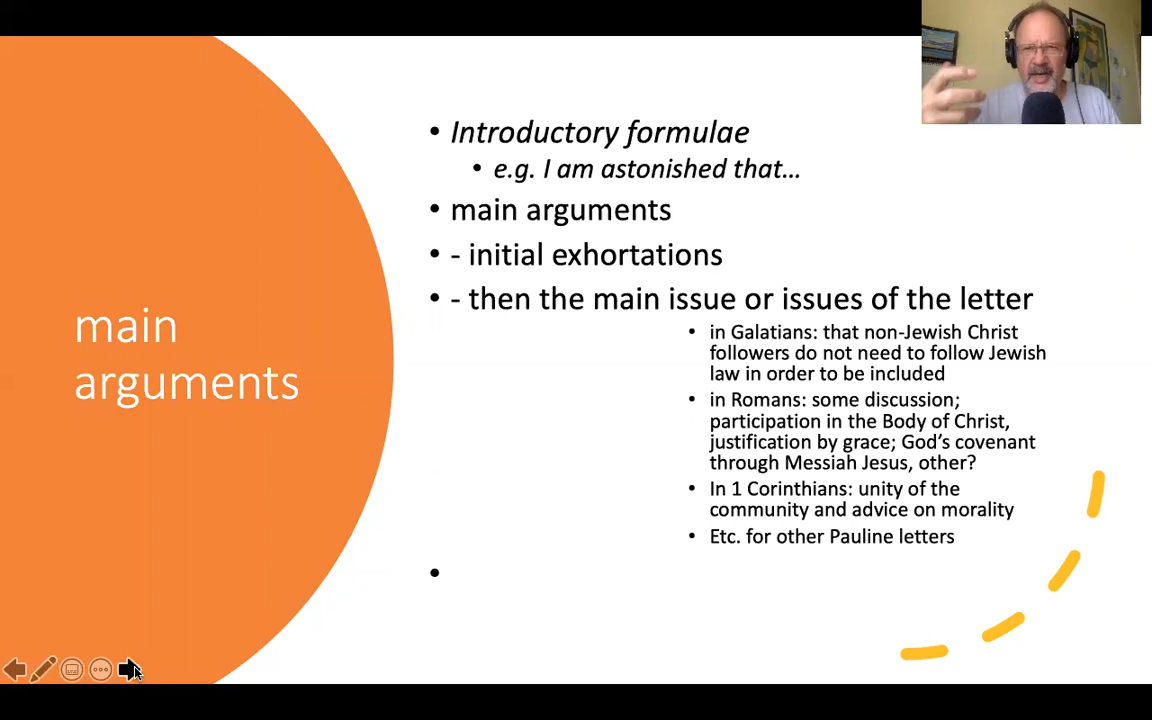 main
arguments
• Introductory formulae
• e.g. I am astonished that…
• main arguments
• - initial exhortations
• - then the main issue or issues of the letter
• in Galatians: that non-Jewish Christ
followers do not need to follow Jewish
law in order to be included
• in Romans: some discussion;
participation in the Body of Christ,
justification by grace; God’s covenant
through Messiah Jesus, other?
• In 1 Corinthians: unity of the
community and advice on morality
• Etc. for other Pauline letters
•